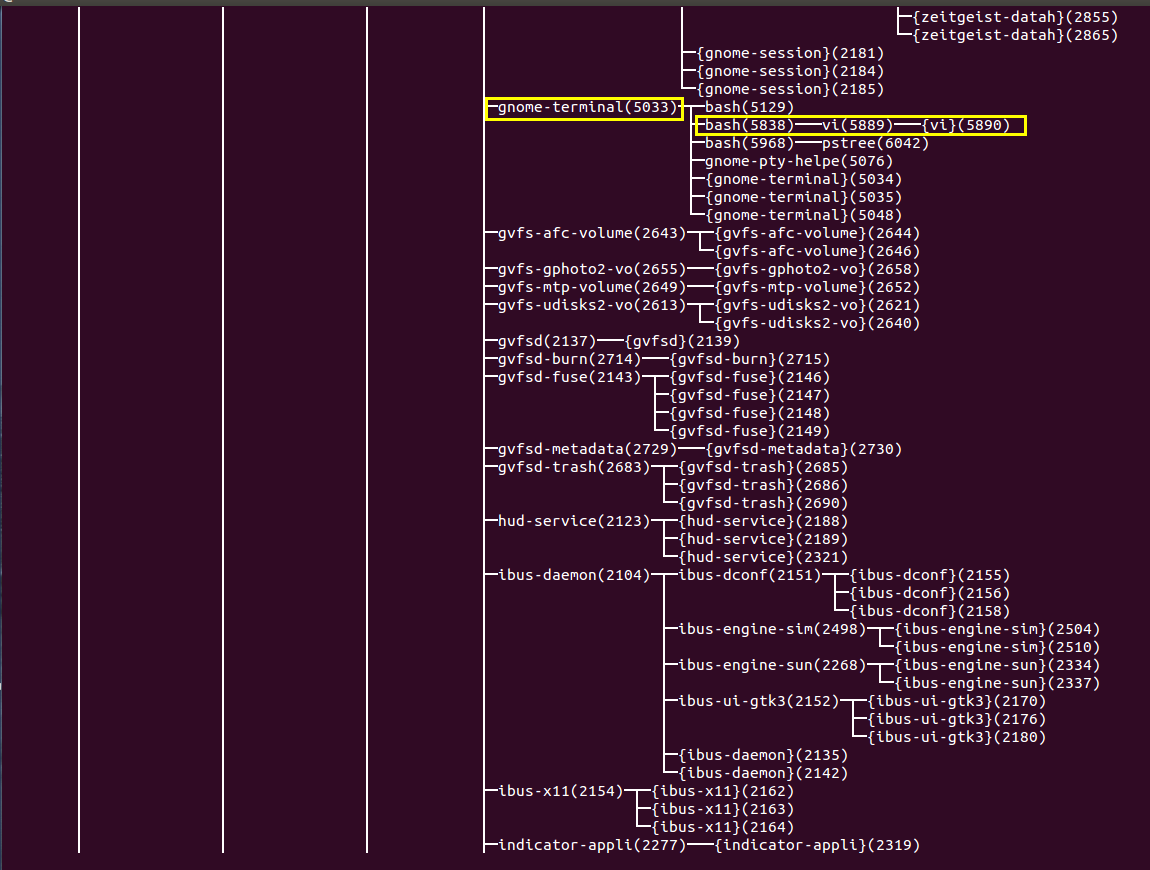 {zeitgeist-datah}(2855)
{zeitgeist-datah}(2865)
{gnome-session}(2181)
{gnome-session}(2184)
{gnome-session}(2185)
gnome-terminal(5033) bash(5129)
bash(5838) vi(5889) {vi}(5890)
bash(5968) pstree(6042)
gnome-pty-helpe(5076)
{gnome-terminal}(5034)
{gnome-terminal}(5035)
{gnome-terminal}(5048)
gvfs-afc-volume(2643) {gvfs-afc-volume}(2644)
{gvfs-afc-volume}(2646)
gvfs-gphoto2-vo(2655) {gvfs-gphoto2-vo}(2658)
gvfs-mtp-volume(2649) {gvfs-mtp-volume}(2652)
gvfs-udisks2-vo(2613) {gvfs-udisks2-vo}(2621)
{gvfs-udisks2-vo}(2640)
gvfsd(2137) {gvfsd}(2139)
gvfsd-burn(2714) {gvfsd-burn}(2715)
gvfsd-fuse(2143) {gvfsd-fuse}(2146)
{gvfsd-fuse}(2147)
{gvfsd-fuse}(2148)
{gvfsd-fuse}(2149)
gvfsd-metadata(2729) {gvfsd-metadata}(2730)
gvfsd-trash(2683) {gvfsd-trash}(2685)
{gvfsd-trash}(2686)
{gvfsd-trash}(2690)
hud-service(2123) {hud-service}(2188)
{hud-service}(2189)
{hud-service}(2321)
ibus-daemon(2104) ibus-dconf(2151) {ibus-dconf}(2155)
{ibus-dconf}(2156)
{ibus-dconf}(2158)
ibus-engine-sim(2498) {ibus-engine-sim}(2504)
{ibus-engine-sim}(2510)
ibus-engine-sun(2268) {ibus-engine-sun}(2334)
{ibus-engine-sun}(2337)
ibus-ui-gtk3(2152) {ibus-ui-gtk3}(2170)
{ibus-ui-gtk3}(2176)
{ibus-ui-gtk3}(2180)
{ibus-daemon}(2135)
{ibus-daemon}(2142)
ibus-x11(2154) {ibus-x11}(2162)
{ibus-x11}(2163)
{ibus-x11}(2164)
indicator-appli(2277) {indicator-appli}(2319)